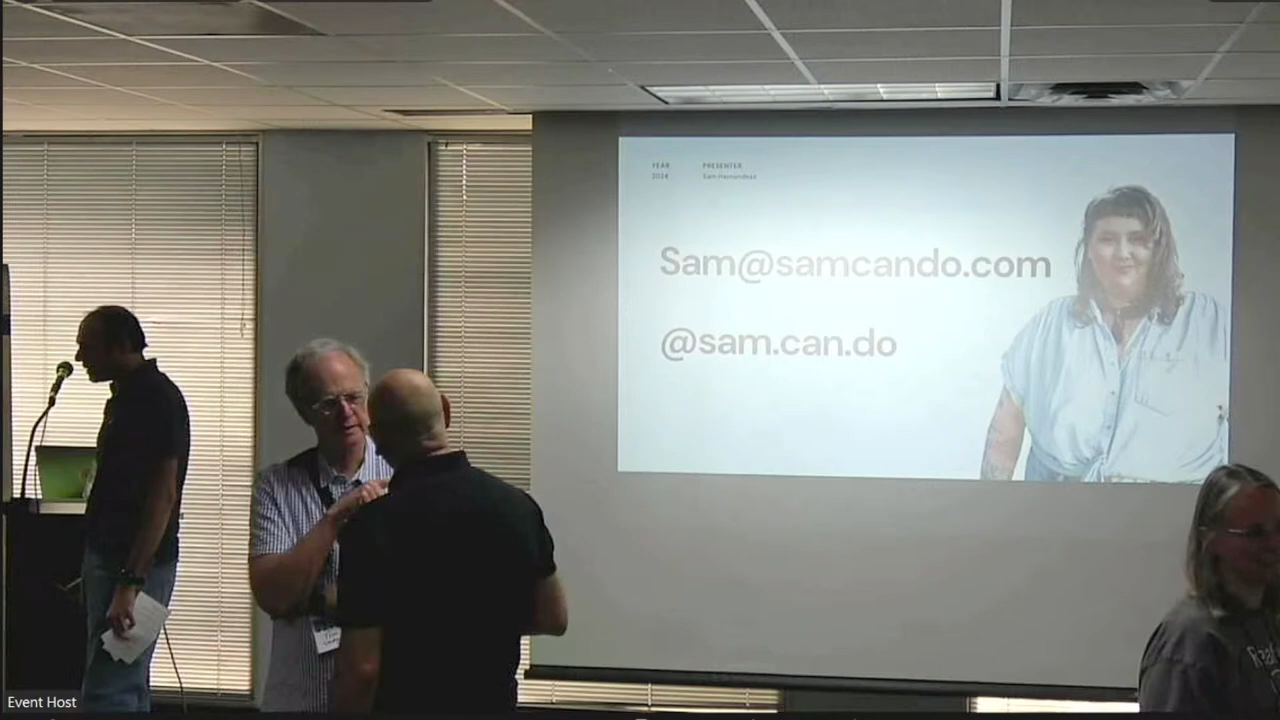 YEAR
2024
PRESENTER
Sam Hernandez
Sam@samcando.com
@sam.can.do
Event Host